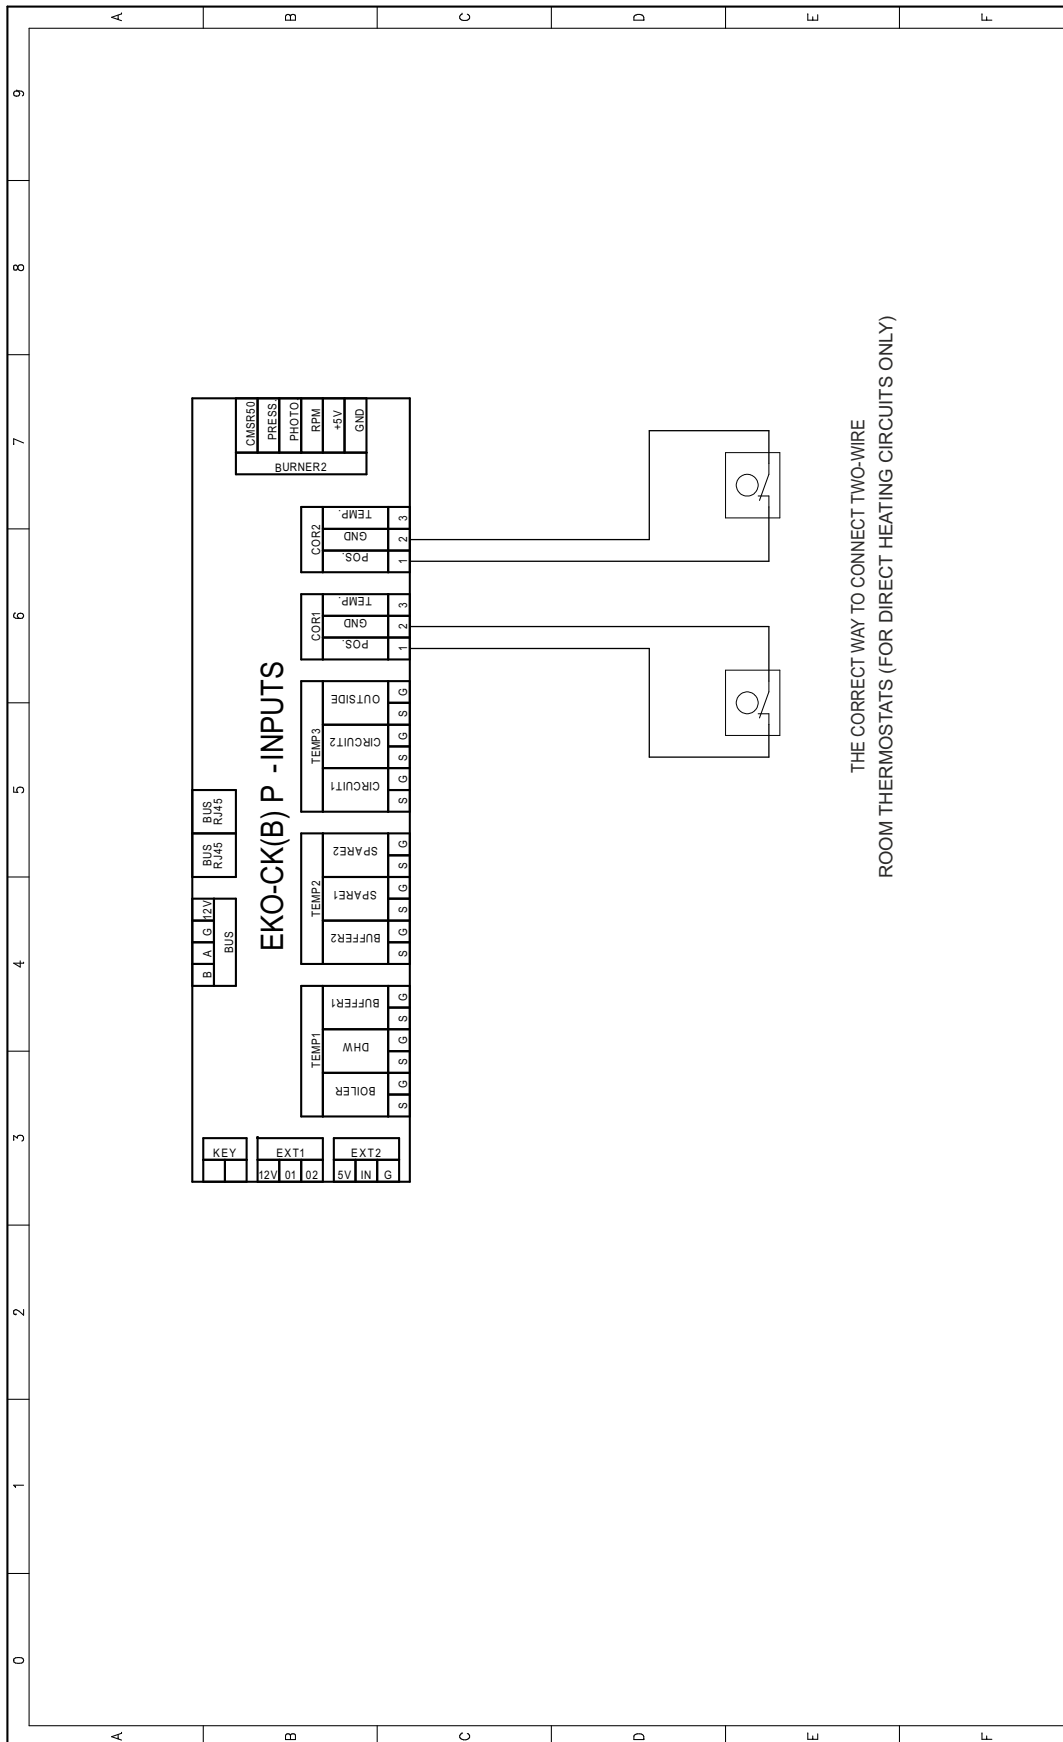 0 1 2 3 4 5 6 7 8 9
A A
B B
C C
D D
E E
F F
EKO-CK(B) P - INPUTS
KEY
EXT1
12V 01 02
EXT2
5V IN G
B A G 12V
BUS
BUS RJ45
BUS RJ45
TEMP1
BOILER DHW BUFFER1
S G S G S G
TEMP2
BUFFER2 SPARE1 SPARE2
S G S G S G
TEMP3
CIRCUIT1 CIRCUIT2 OUTSIDE
S G S G S G
COR1
POS. GND TEMP.
1 2 3
COR2
POS. GND TEMP.
1 2 3
BURNER2
CMSR50
PRESS.
PHOTO
RPM
+5V
GND
THE CORRECT WAY TO CONNECT TWO-WIRE
ROOM THERMOSTATS (FOR DIRECT HEATING CIRCUITS ONLY)